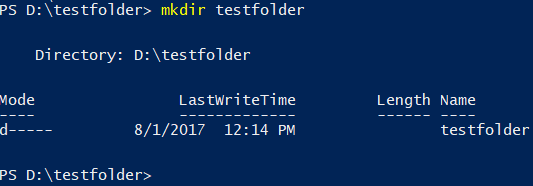 PS D:\testfolder> mkdir testfolder
Directory: D:\testfolder
Mode LastWriteTime Length Name
---- ------------- ------ ----
d----- 8/1/2017 12:14 PM testfolder
PS D:\testfolder>